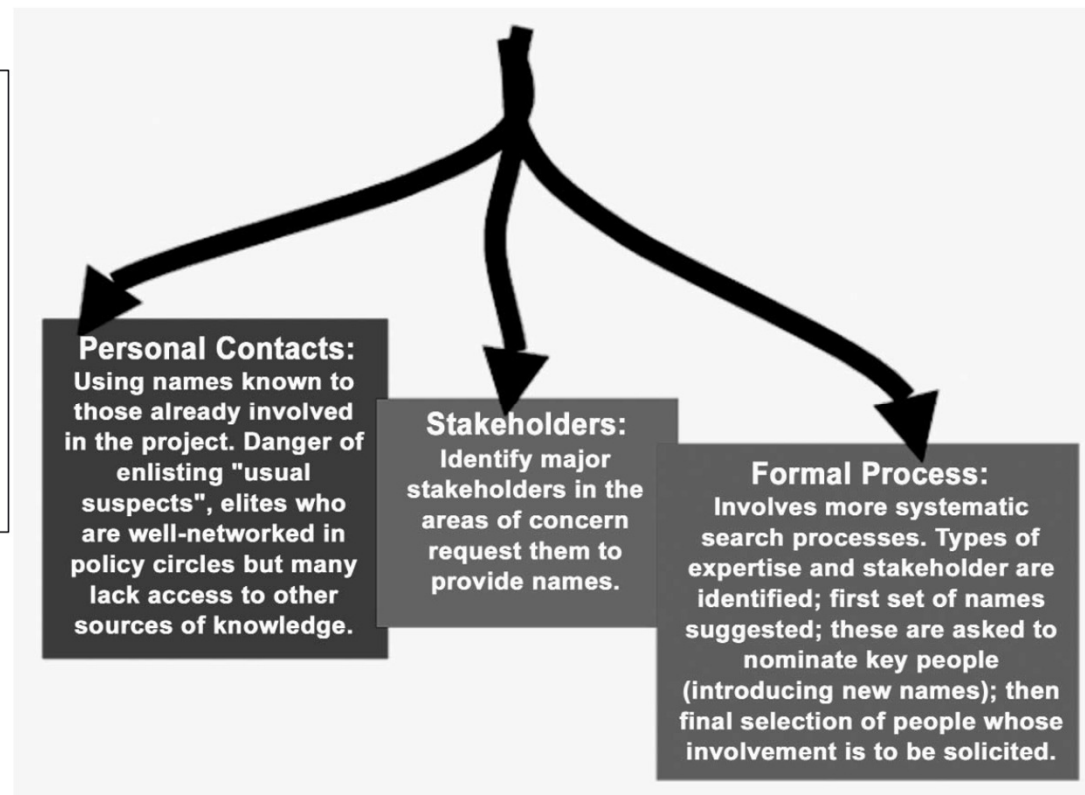 Personal Contacts:
Using names known to
those already involved
in the project. Danger of
enlisting "usual
suspects", elites who
are well-networked in
policy circles but many
lack access to other
sources of knowledge.
Stakeholders:
Identify major
stakeholders in the
areas of concern
request them to
provide names.
Formal Process:
Involves more systematic
search processes. Types of
expertise and stakeholder are
identified; first set of names
suggested; these are asked to
nominate key people
(introducing new names); then
final selection of people whose
involvement is to be solicited.